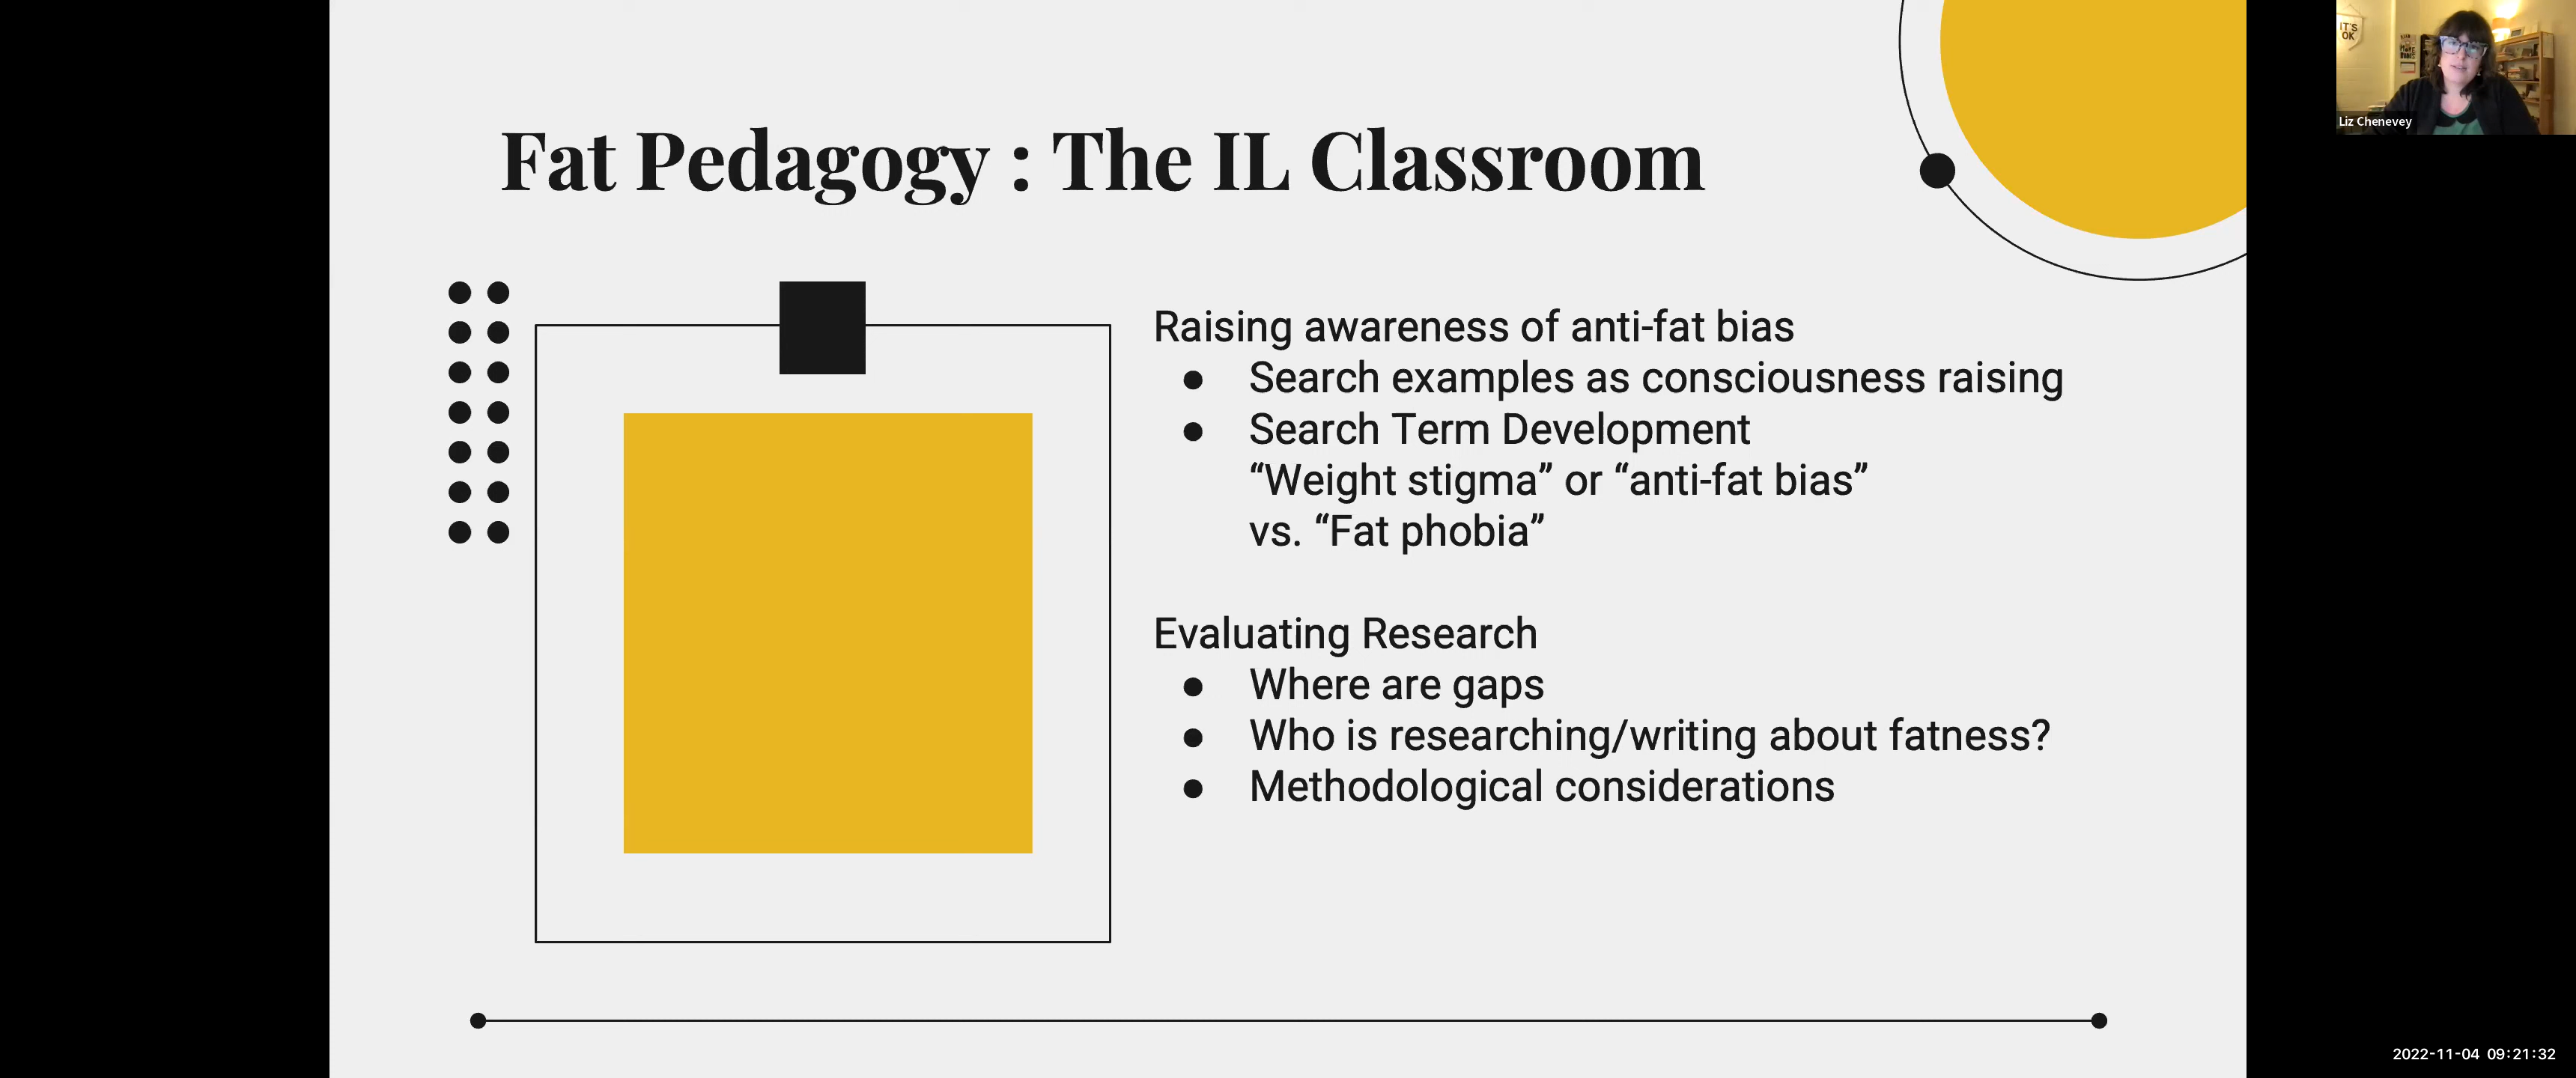 Fat Pedagogy : The IL Classroom
Raising awareness of anti-fat bias
● Search examples as consciousness raising
● Search Term Development
“Weight stigma” or “anti-fat bias”
vs. “Fat phobia”
Evaluating Research
● Where are gaps
● Who is researching/writing about fatness?
● Methodological considerations
IT'S
OK
Liz Chenevey
2022-11-04 09:21:32